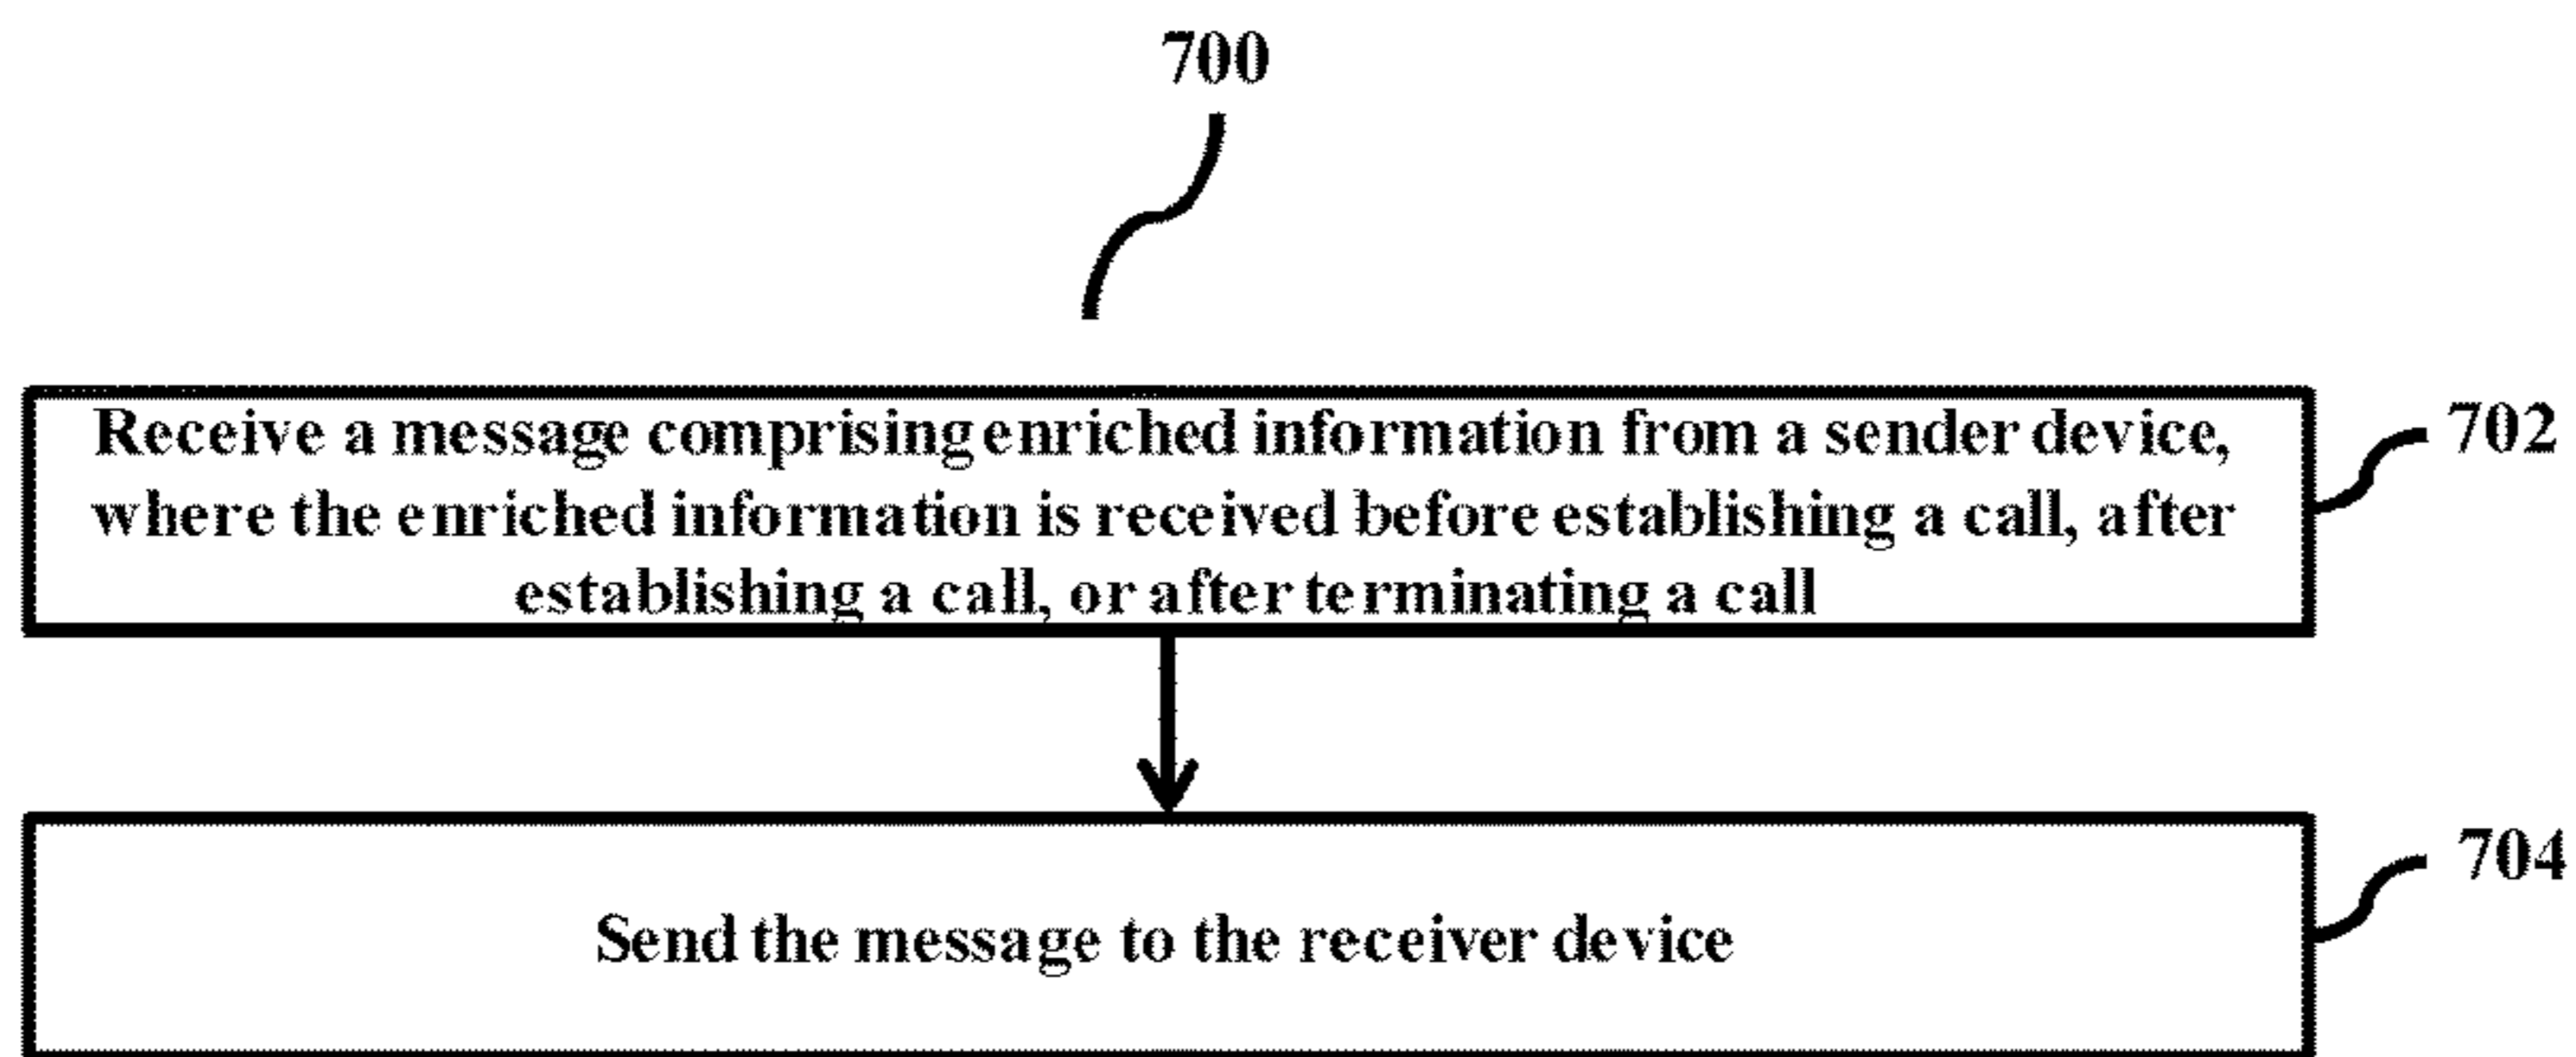 700
Receive a message comprising enriched information from a sender device,
702
where the enriched information is received before establishing a call, after
establishing a call, or after terminating a call
704
Send the message to the receiver device